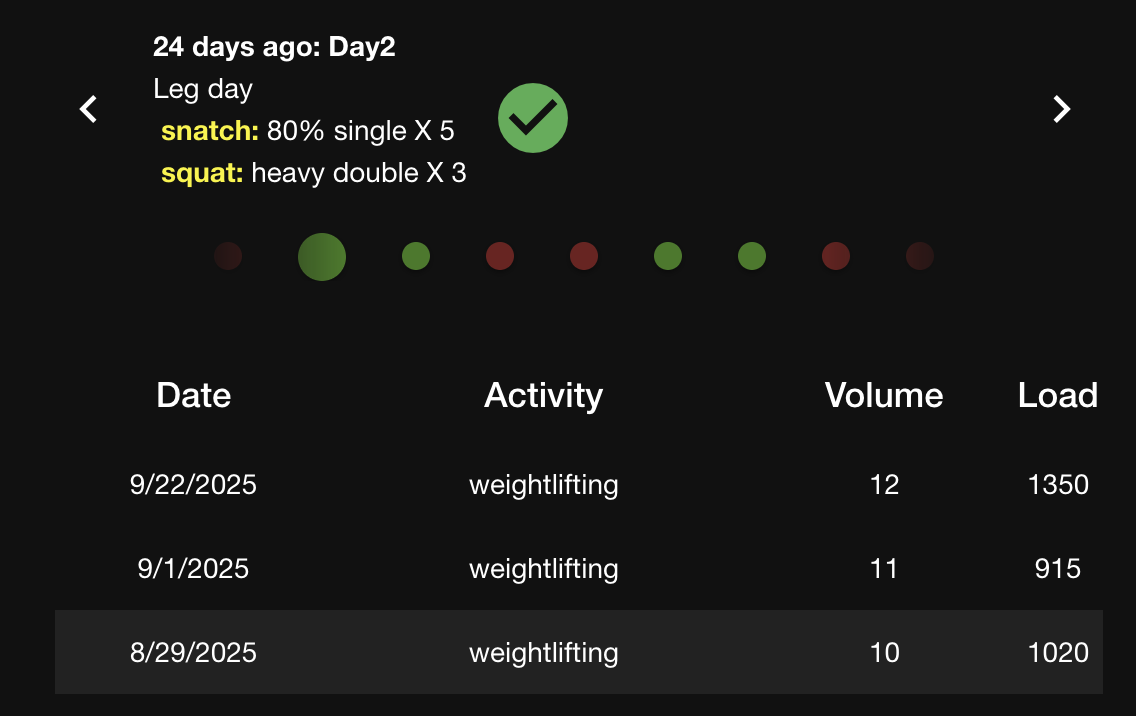 24 days ago: Day2
Leg day
snatch: 80% single X 5
squat: heavy double X 3
Date Activity Volume Load
9/22/2025 weightlifting 12 1350
9/1/2025 weightlifting 11 915
8/29/2025 weightlifting 10 1020